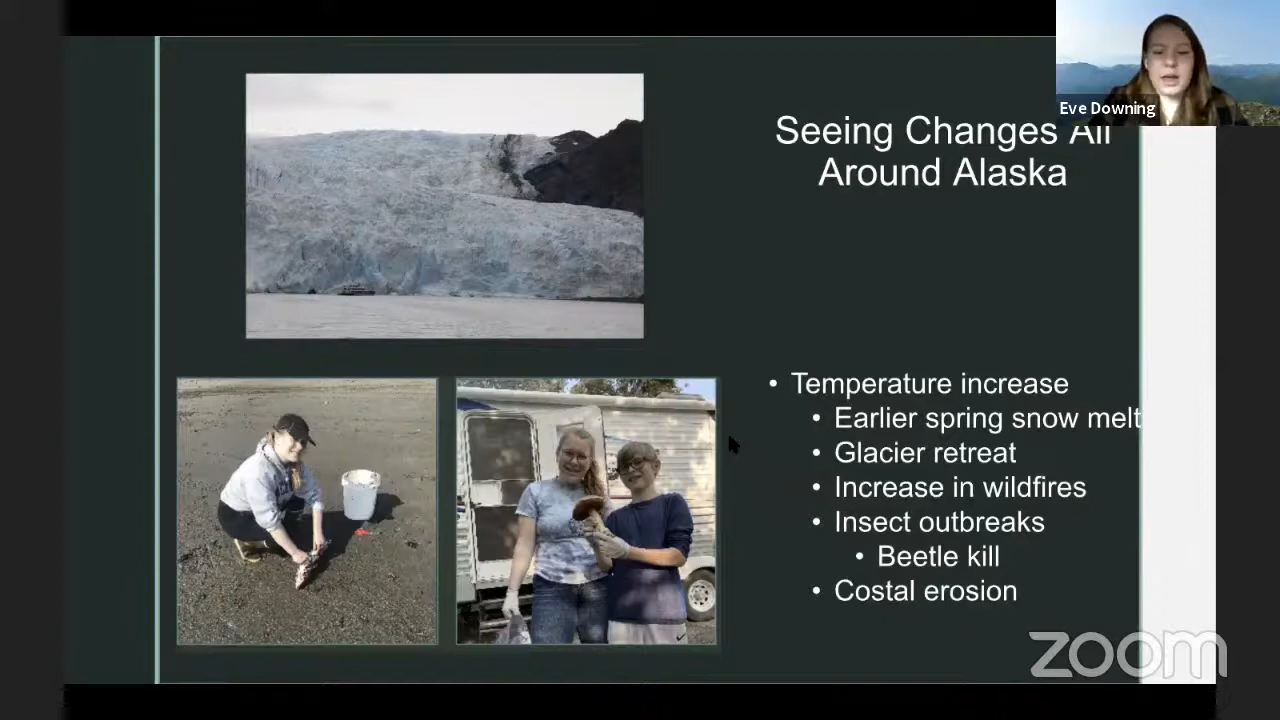 Eve Downing
Seeing Changes All
Around Alaska
• Temperature increase
• Earlier spring snow melt
• Glacier retreat
• Increase in wildfires
• Insect outbreaks
• Beetle kill
• Costal erosion
zoom